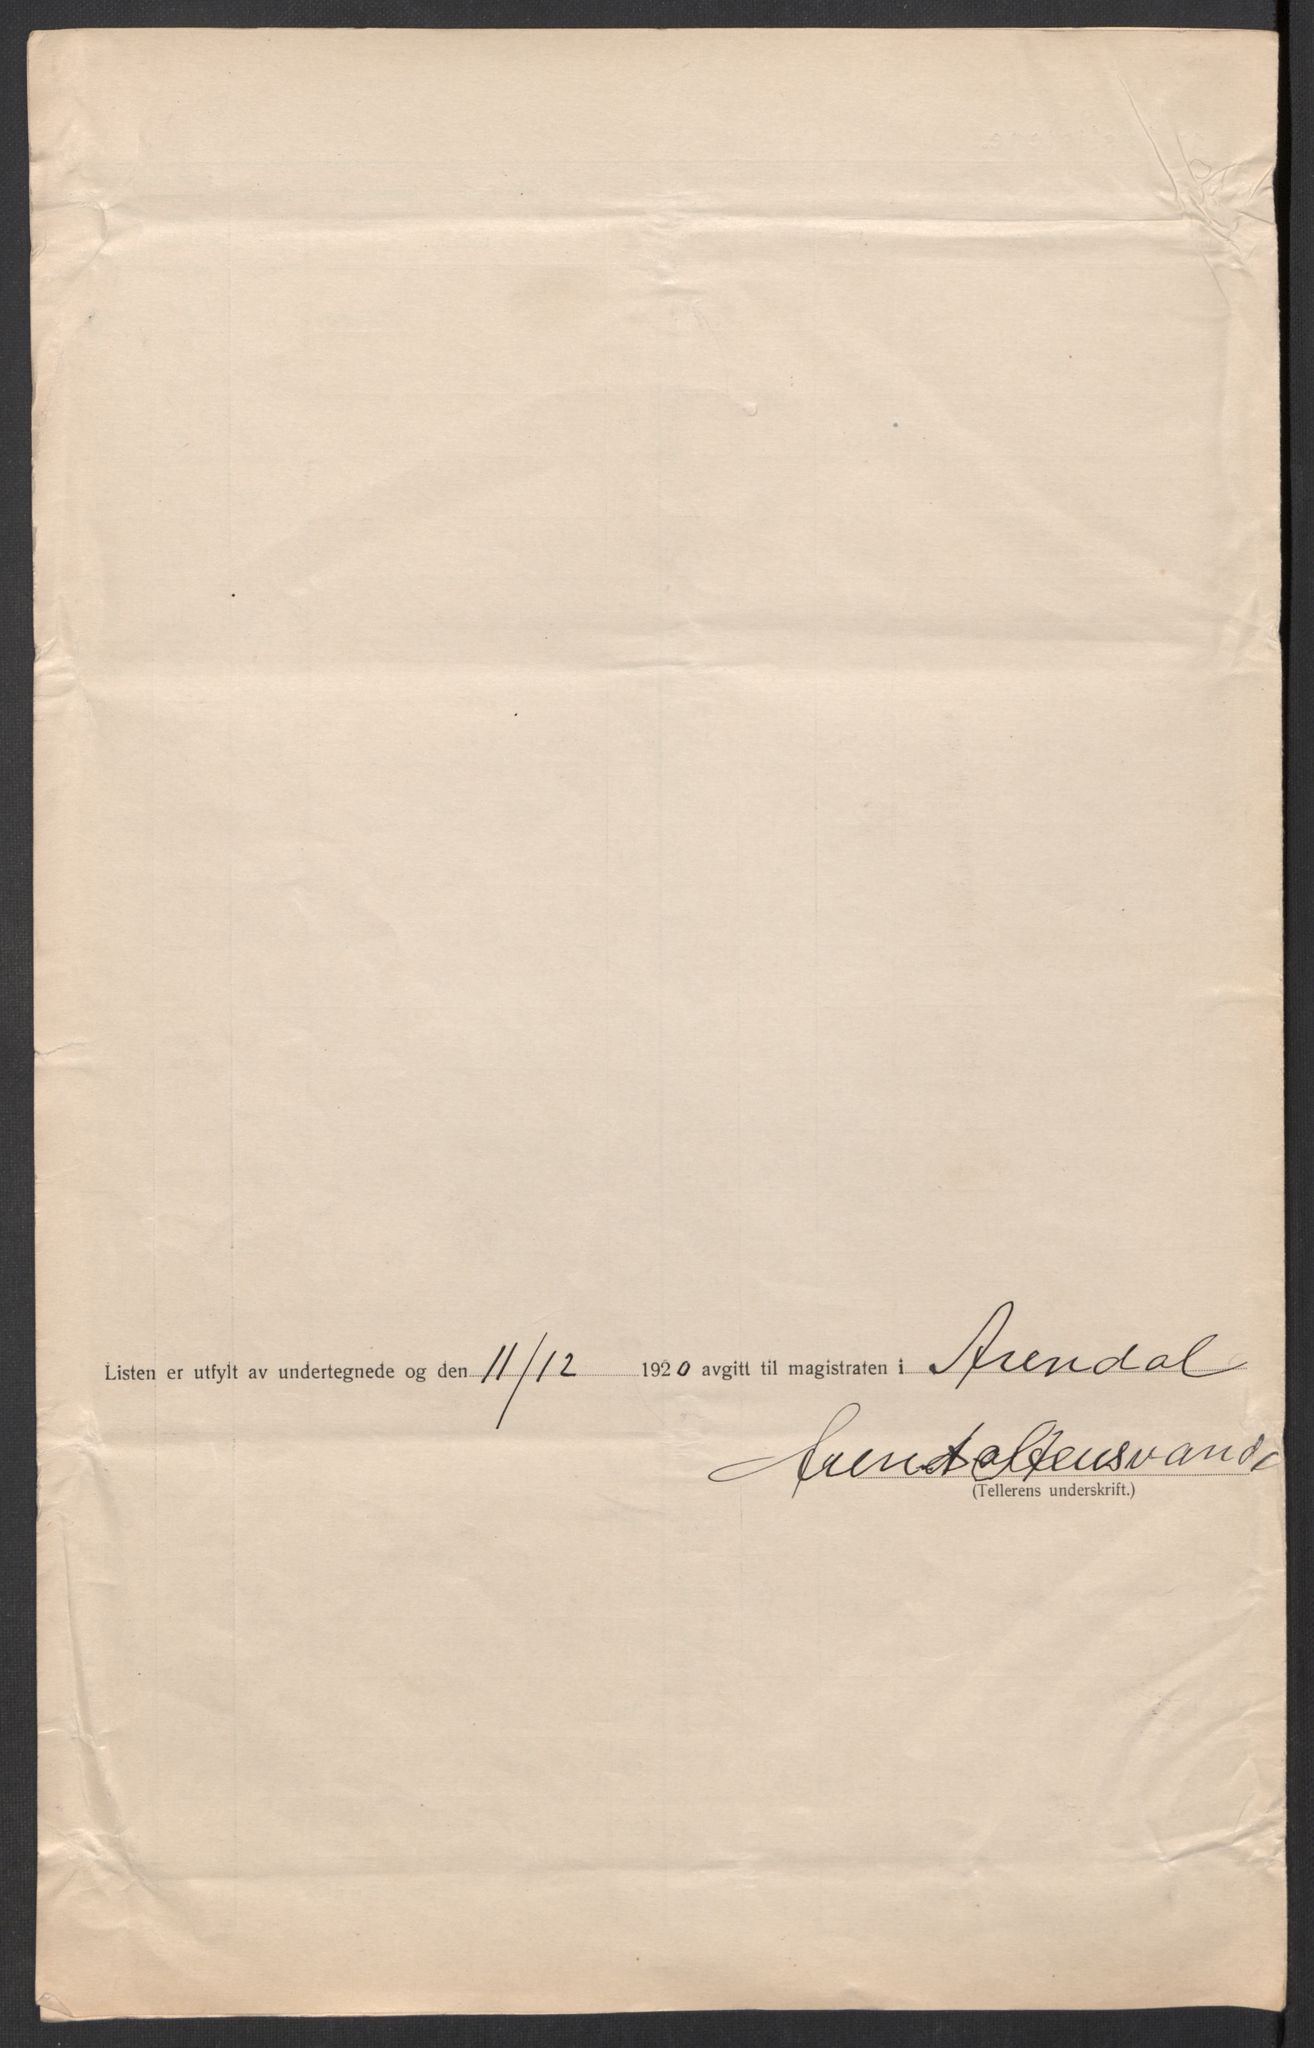 Listen er utfylt av undertegnede og den 11/12 1920 avgitt til magistraten i Arendal
(Tellerens underskrift.)